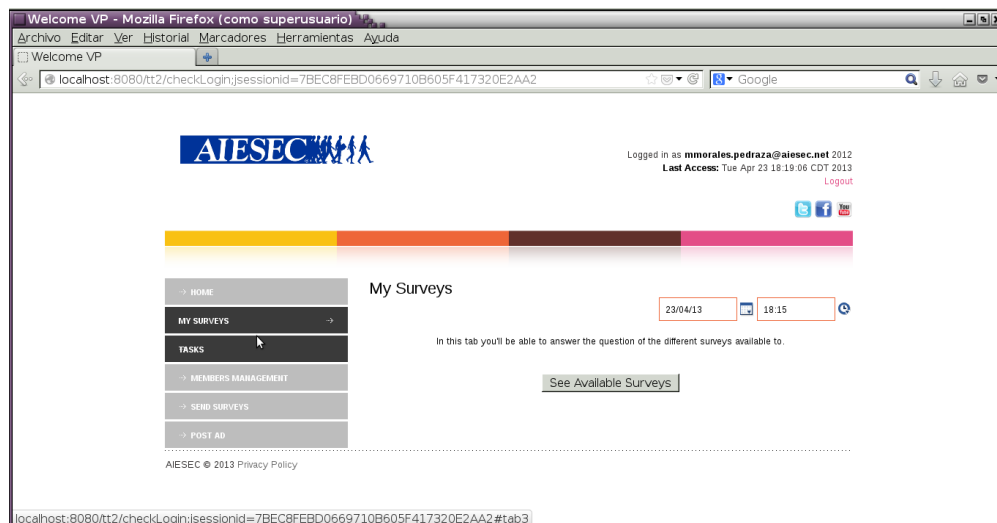 Welcome VP - Mozilla Firefox (como superusuario)
Archivo Editar Ver Historial Marcadores Herramientas Ayuda
Welcome VP
localhost:8080/tt2/checkLogin;jsessionid=7BEC8FEBD0669710B605F417320E2AA2
Google
AIESEC
Logged in as mmorales.pedraza@aiesec.net 2012
Last Access: Tue Apr 23 18:19:06 CDT 2013
Logout
You
→ HOME
MY SURVEYS →
TASKS
→ MEMBERS MANAGEMENT
→ SEND SURVEYS
→ POST AD
My Surveys
23/04/13
18:15
In this tab you'll be able to answer the question of the different surveys available to.
See Available Surveys
AIESEC © 2013 Privacy Policy
localhost:8080/tt2/checkLogin;jsessionid=7BEC8FEBD0669710B605F417320E2AA2#tab3